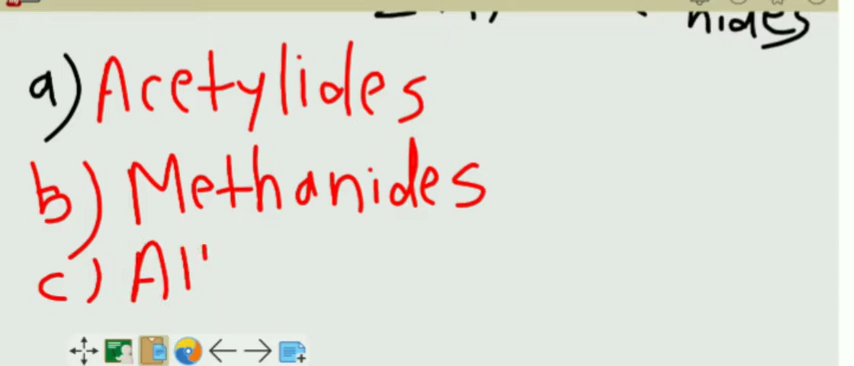 nides
a) Acetylides
b) Methanides
c) Al'